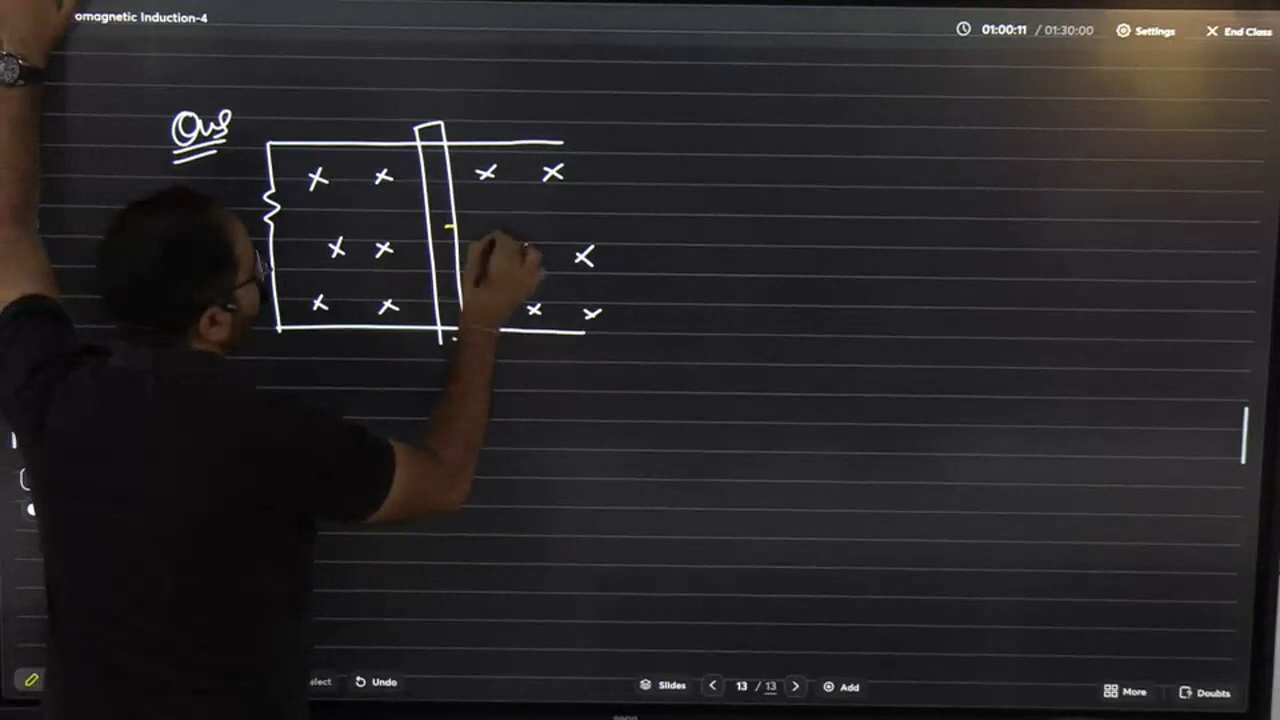 omagnetic Induction-4
01:00:11 / 01:30:00
Settings
X End Class
Ques
x x x x
x x x
x x x x
elect
Undo
Slides
< 13 / 13 >
Add
More
Doubts